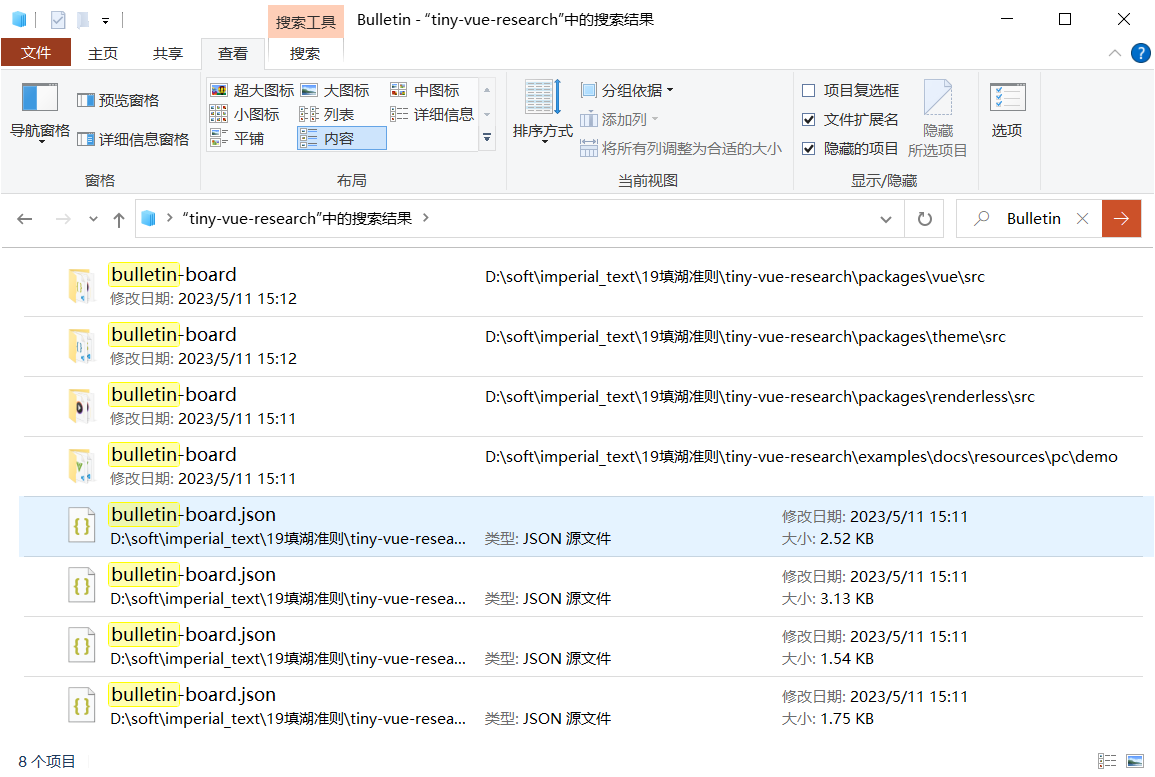 搜索工具 Bulletin - “tiny-vue-research”中的搜索结果
文件 主页 共享 查看 搜索
导航窗格
预览窗格
详细信息窗格
窗格
超大图标 大图标 中图标
小图标 列表 详细信息
平铺 内容
布局
排序方式
分组依据
添加列
将所有列调整为合适的大小
当前视图
项目复选框
文件扩展名
隐藏的项目
隐藏
所选项目
显示/隐藏
选项
“tiny-vue-research”中的搜索结果
Bulletin
bulletin-board D:\soft\imperial_text\19填湖准则\tiny-vue-research\packages\vue\src
修改日期: 2023/5/11 15:12
bulletin-board D:\soft\imperial_text\19填湖准则\tiny-vue-research\packages\theme\src
修改日期: 2023/5/11 15:12
bulletin-board D:\soft\imperial_text\19填湖准则\tiny-vue-research\packages\renderless\src
修改日期: 2023/5/11 15:11
bulletin-board D:\soft\imperial_text\19填湖准则\tiny-vue-research\examples\docs\resources\pc\demo
修改日期: 2023/5/11 15:11
bulletin-board.json 修改日期: 2023/5/11 15:11
D:\soft\imperial_text\19填湖准则\tiny-vue-resea... 类型: JSON 源文件 大小: 2.52 KB
bulletin-board.json 修改日期: 2023/5/11 15:11
D:\soft\imperial_text\19填湖准则\tiny-vue-resea... 类型: JSON 源文件 大小: 3.13 KB
bulletin-board.json 修改日期: 2023/5/11 15:11
D:\soft\imperial_text\19填湖准则\tiny-vue-resea... 类型: JSON 源文件 大小: 1.54 KB
bulletin-board.json 修改日期: 2023/5/11 15:11
D:\soft\imperial_text\19填湖准则\tiny-vue-resea... 类型: JSON 源文件 大小: 1.75 KB
8 个项目